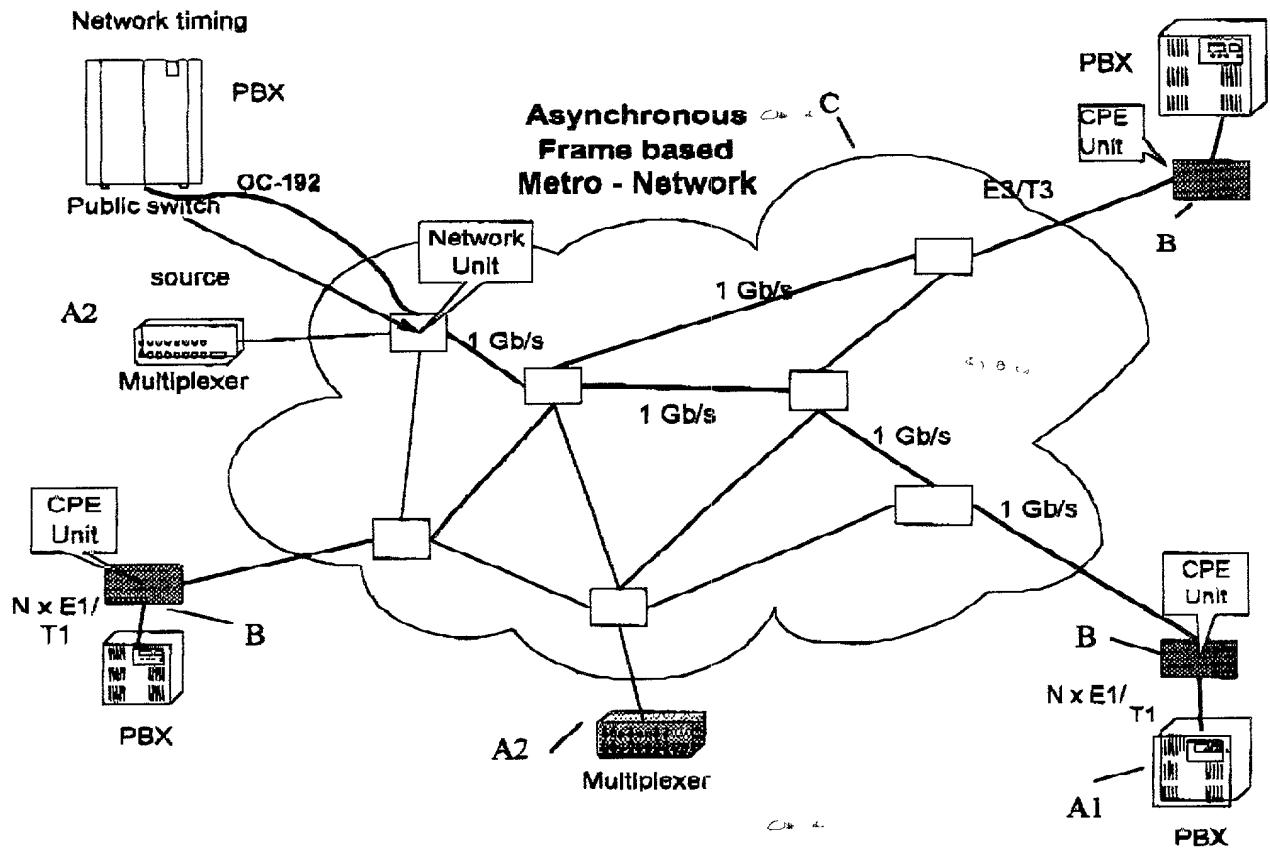 Network timing
PBX
OC-192
Public switch
source
A2
Multiplexer
Network
Unit
Asynchronous
Frame based
Metro - Network
C
PBX
CPE
Unit
E3/T3
B
1 Gb/s
1 Gb/s
1 Gb/s
1 Gb/s
1 Gb/s
CPE
Unit
N x E1/
T1
B
PBX
A2
Multiplexer
CPE
Unit
B
N x E1/
T1
A1
PBX